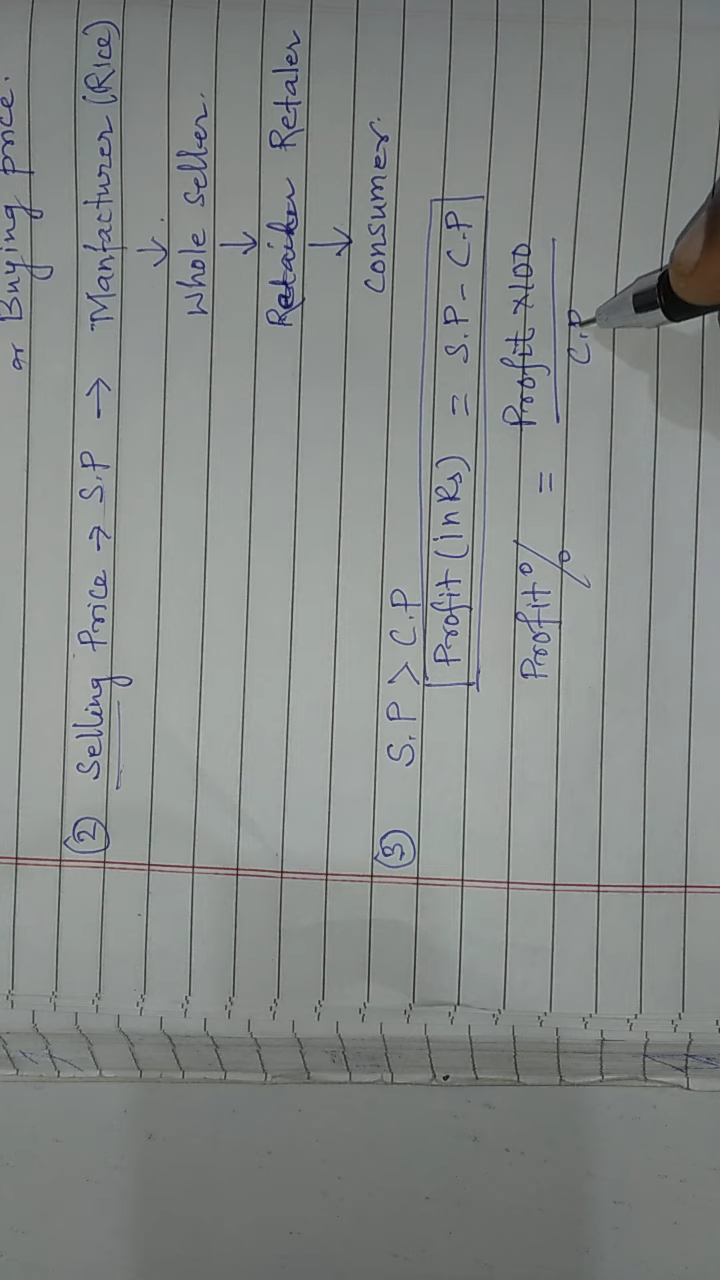 or Buying price.
(2) Selling Price → S.P → Manfacturer (Rice)
↓
Whole Seller.
↓
Retaler
↓
consumer.
(3) S.P > C.P
Profit (in Rs) = S.P - C.P
Profit % = Profit × 100
C.P